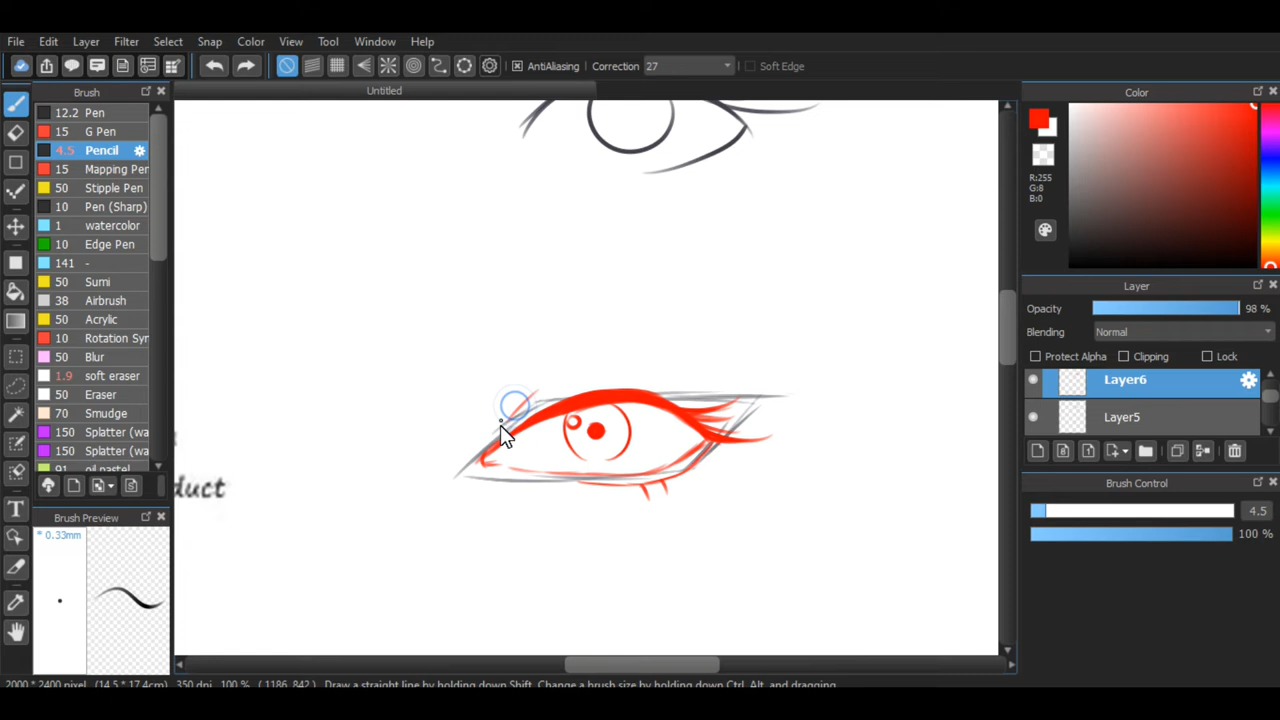 File Edit Layer Filter Select Snap Color View Tool Window Help
AntiAliasing Correction 27 Soft Edge
Brush
Untitled
Color
12.2 Pen
15 G Pen
4.5 Pencil
15 Mapping Pen
50 Stipple Pen
10 Pen (Sharp)
1 watercolor
10 Edge Pen
141 -
50 Sumi
38 Airbrush
50 Acrylic
10 Rotation Syn
50 Blur
1.9 soft eraser
50 Eraser
70 Smudge
150 Splatter (wa
150 Splatter (wa
91 oil pastel
R:255
G:8
B:0
Layer
Opacity 98 %
Blending Normal
Protect Alpha Clipping Lock
Layer6
Layer5
Brush Control
4.5
100 %
duct
Brush Preview
* 0.33mm
2000 * 2400 pixel (14.5 * 17.4cm) 350 dpi 100 % ( 1186, 842 ) Draw a straight line by holding down Shift, Change a brush size by holding down Ctrl, Alt, and dragging